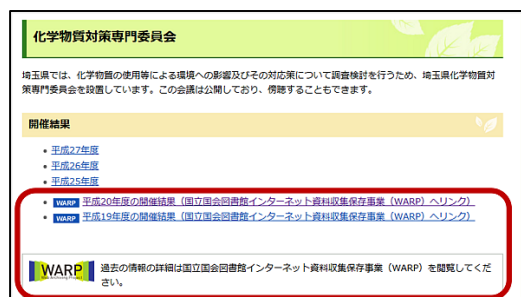 化学物質対策専門委員会
埼玉県では、化学物質の使用等による環境への影響及びその対応策について調査検討を行うため、埼玉県化学物質対
策専門委員会を設置しています。この会議は公開しており、傍聴することもできます。
開催結果
平成27年度
平成26年度
平成25年度
WARP 平成20年度の開催結果（国立国会図書館インターネット資料収集保存事業（WARP）へリンク）
WARP 平成19年度の開催結果（国立国会図書館インターネット資料収集保存事業（WARP）へリンク）
WARP 過去の情報の詳細は国立国会図書館インターネット資料収集保存事業（WARP）を閲覧してくだ
さい。